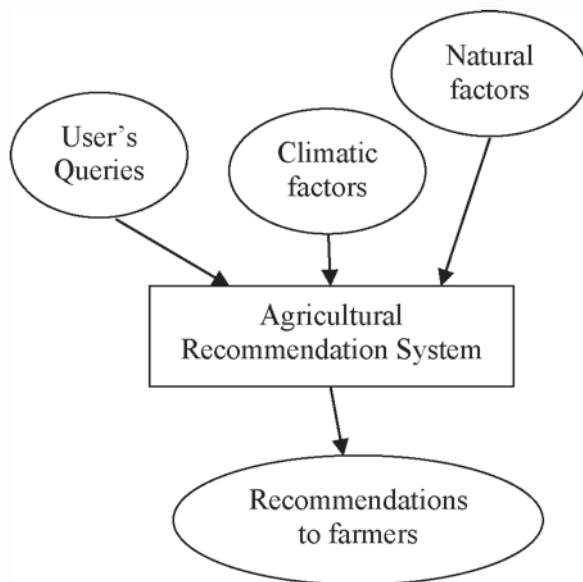 Natural
factors
User's
Queries
Climatic
factors
Agricultural
Recommendation System
Recommendations
to farmers